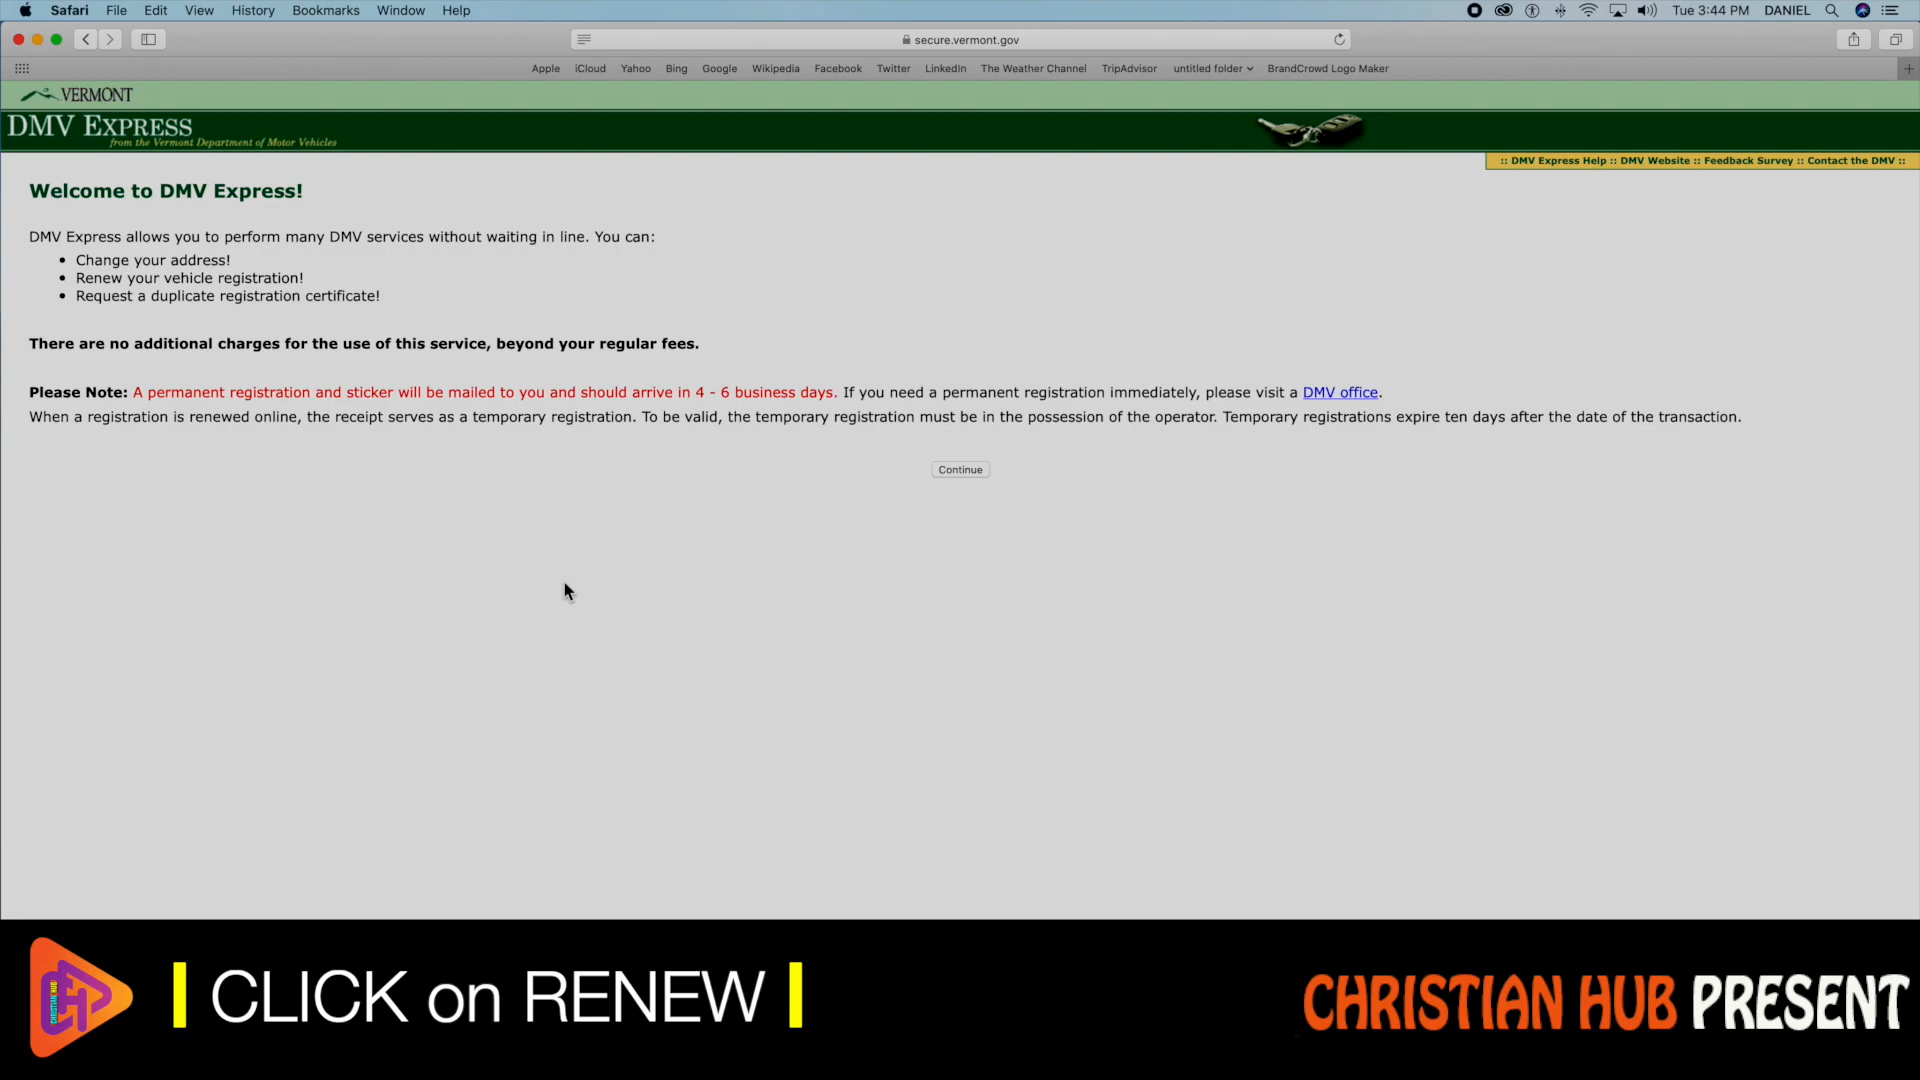 Safari File Edit View History Bookmarks Window Help Tue 3:44 PM DANIEL
secure.vermont.gov
Apple iCloud Yahoo Bing Google Wikipedia Facebook Twitter LinkedIn The Weather Channel TripAdvisor untitled folder BrandCrowd Logo Maker
VERMONT
DMV EXPRESS
from the Vermont Department of Motor Vehicles
:: DMV Express Help :: DMV Website :: Feedback Survey :: Contact the DMV ::
Welcome to DMV Express!
DMV Express allows you to perform many DMV services without waiting in line. You can:
• Change your address!
• Renew your vehicle registration!
• Request a duplicate registration certificate!
There are no additional charges for the use of this service, beyond your regular fees.
Please Note: A permanent registration and sticker will be mailed to you and should arrive in 4 - 6 business days. If you need a permanent registration immediately, please visit a DMV office.
When a registration is renewed online, the receipt serves as a temporary registration. To be valid, the temporary registration must be in the possession of the operator. Temporary registrations expire ten days after the date of the transaction.
Continue
CHRISTIAN HUB
CLICK on RENEW
CHRISTIAN HUB PRESENT